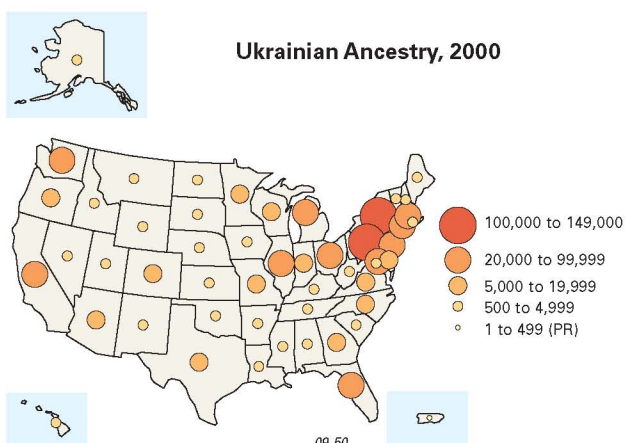 Ukrainian Ancestry, 2000
100,000 to 149,000
20,000 to 99,999
5,000 to 19,999
500 to 4,999
1 to 499 (PR)
09-50